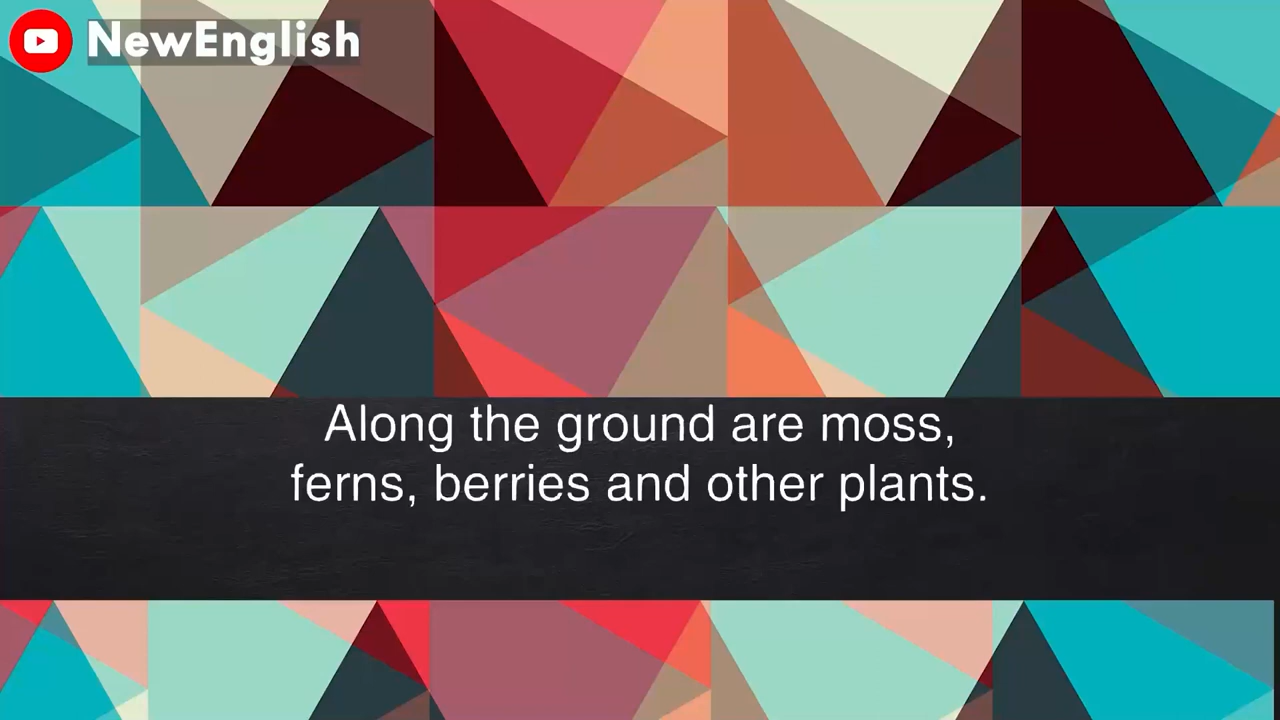 NewEnglish
Along the ground are moss,
ferns, berries and other plants.